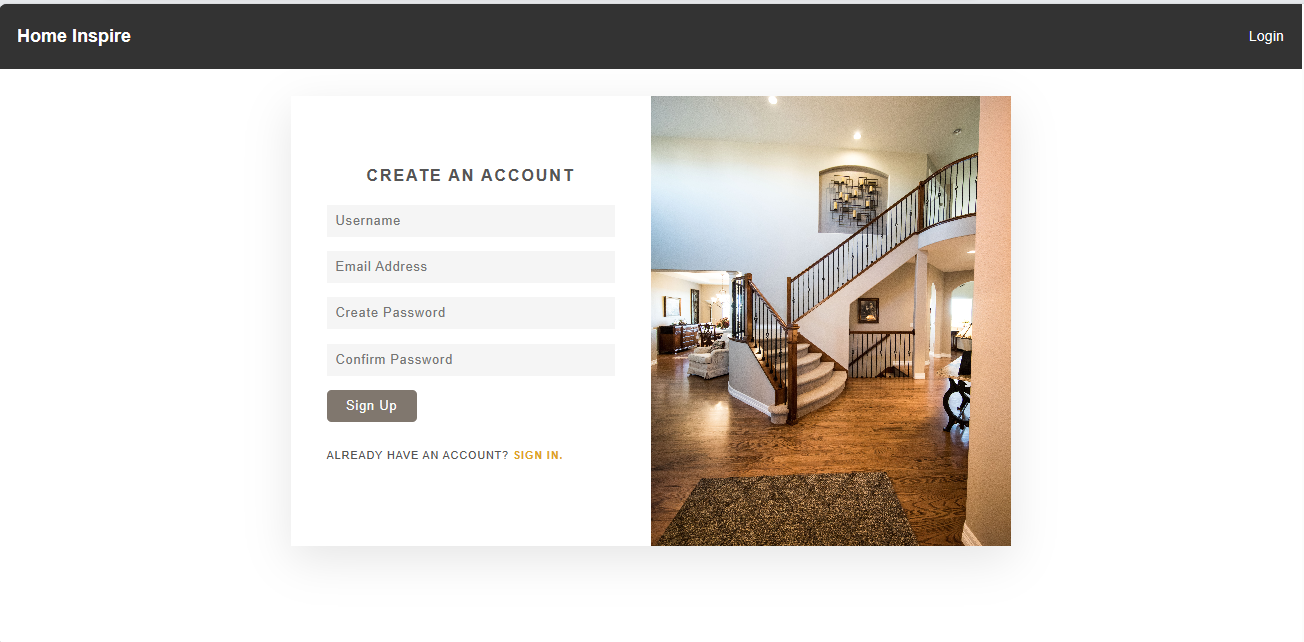 Home Inspire
Login
CREATE AN ACCOUNT
Username
Email Address
Create Password
Confirm Password
Sign Up
ALREADY HAVE AN ACCOUNT? SIGN IN.